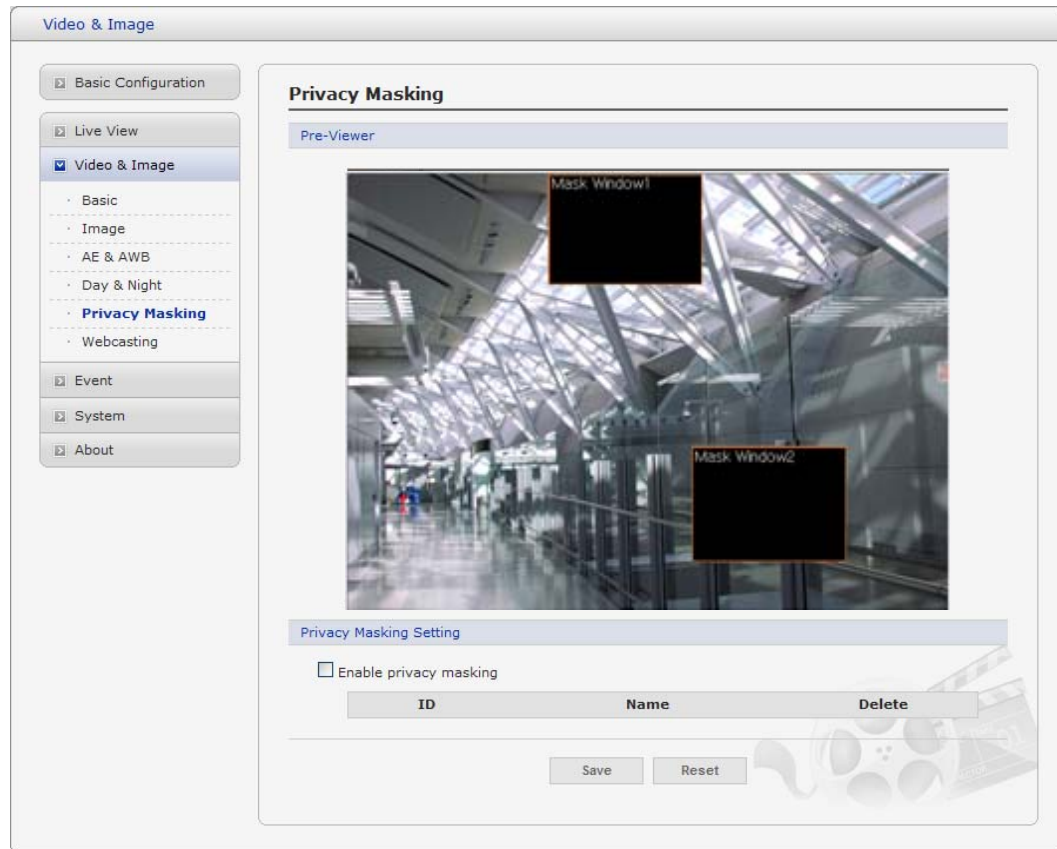 Video & Image
Basic Configuration
Live View
Video & Image
Basic
Image
AE & AWB
Day & Night
Privacy Masking
Webcasting
Event
System
About
Privacy Masking
Pre-Viewer
Mask Window1
Mask Window2
Privacy Masking Setting
Enable privacy masking
ID Name Delete
Save Reset
01